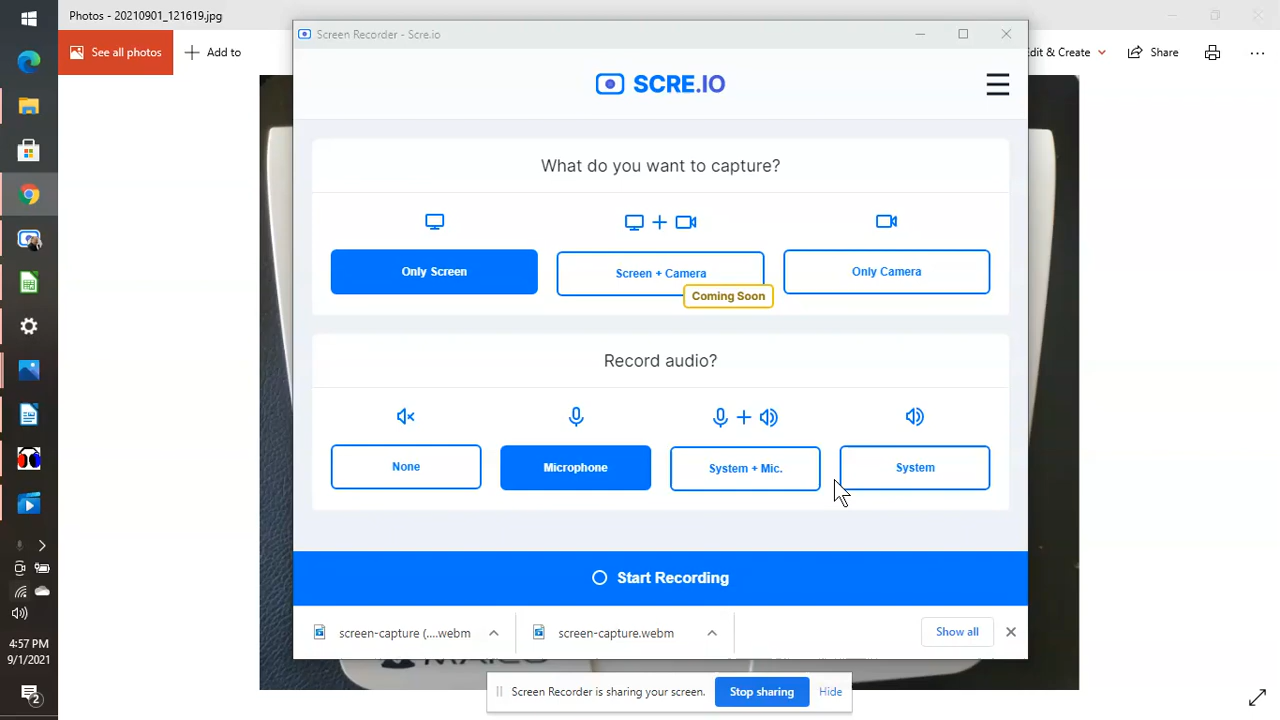 Photos - 20210901_121619.jpg
See all photos
Add to
dit & Create
Share
Screen Recorder - Scre.io
SCRE.IO
What do you want to capture?
Only Screen
Screen + Camera
Coming Soon
Only Camera
Record audio?
None
Microphone
System + Mic.
System
Start Recording
screen-capture (....webm
screen-capture.webm
Show all
Screen Recorder is sharing your screen.
Stop sharing
Hide
4:57 PM
9/1/2021
2